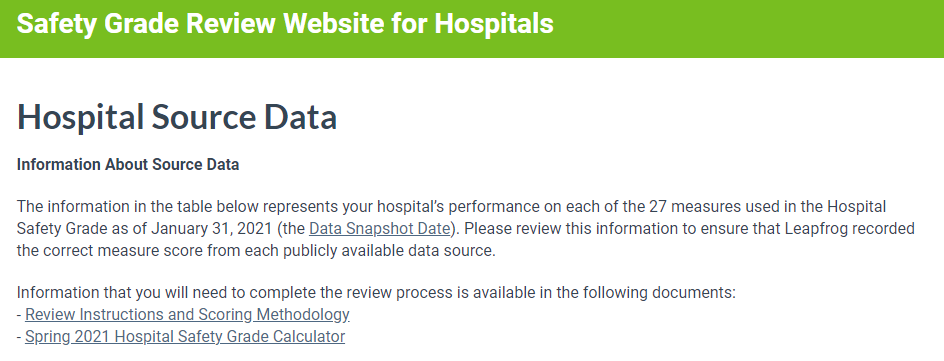 Safety Grade Review Website for Hospitals
Hospital Source Data
Information About Source Data
The information in the table below represents your hospital's performance on each of the 27 measures used in the Hospital
Safety Grade as of January 31, 2021 (the Data Snapshot Date). Please review this information to ensure that Leapfrog recorded
the correct measure score from each publicly available data source.
Information that you will need to complete the review process is available in the following documents:
- Review Instructions and Scoring Methodology
- Spring 2021 Hospital Safety Grade Calculator